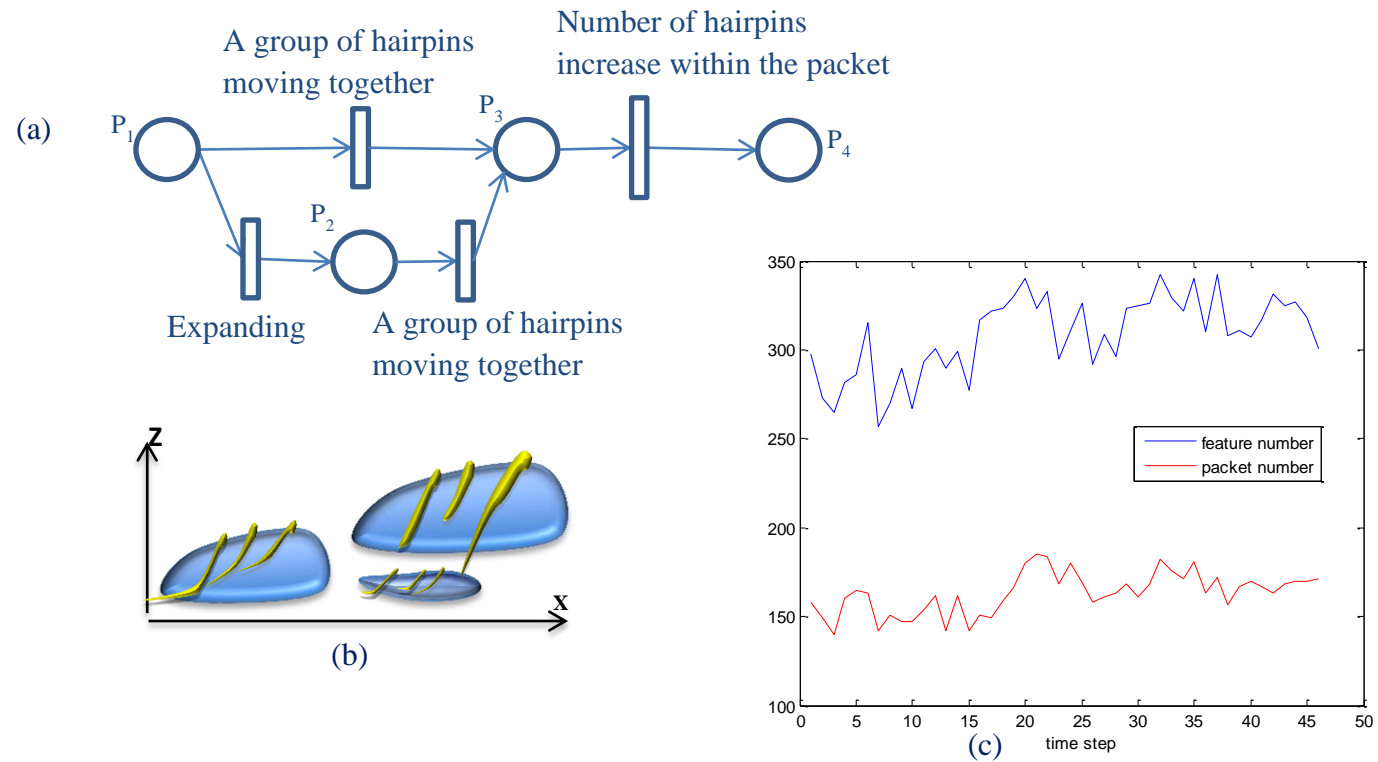 A group of hairpins
moving together
Number of hairpins
increase within the packet
(a)
P1
P3
P4
P2
Expanding
A group of hairpins
moving together
Z
X
(b)
350
300
250
200
150
100
0 5 10 15 20 25 30 35 40 45 50
feature number
packet number
time step
(c)